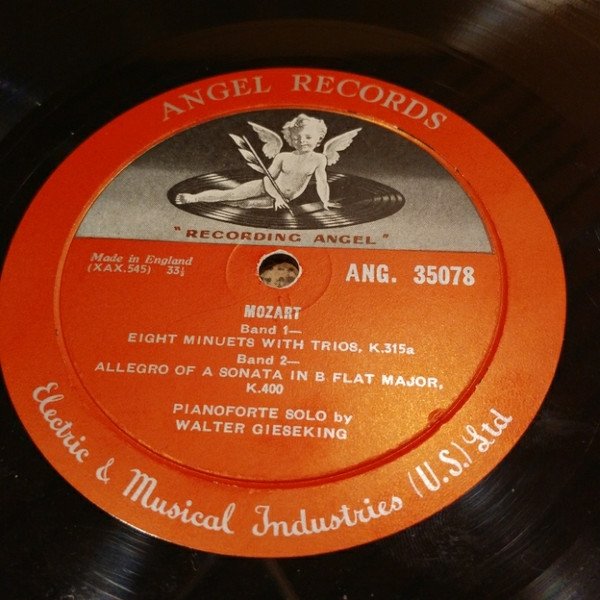 ANGEL RECORDS
"RECORDING ANGEL"
Made in England
(XAX.545) 33⅓
ANG. 35078
MOZART
Band 1—
EIGHT MINUETS WITH TRIOS, K.315a
Band 2—
ALLEGRO OF A SONATA IN B FLAT MAJOR,
K.400
PIANOFORTE SOLO by
WALTER GIESEKING
Electric & Musical Industries (U.S.) Ltd